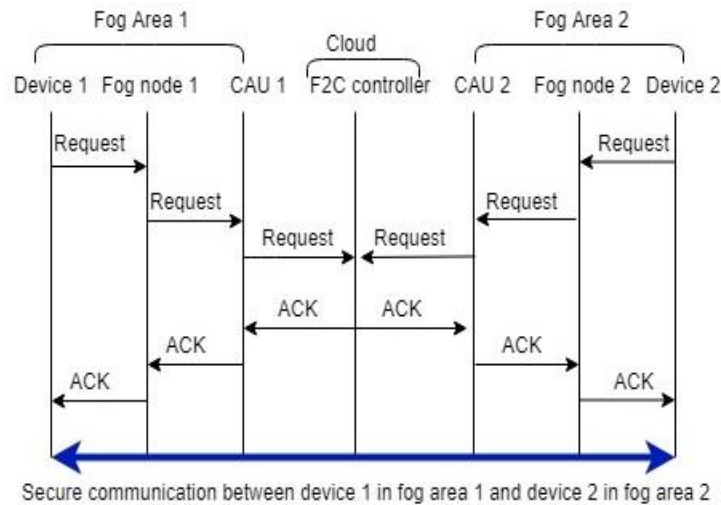 Fog Area 1
Fog Area 2
Cloud
Device 1 Fog node 1 CAU 1 F2C controller CAU 2 Fog node 2 Device 2
Request
Request
Request
Request
Request
Request
ACK
ACK
ACK
ACK
ACK
ACK
Secure communication between device 1 in fog area 1 and device 2 in fog area 2